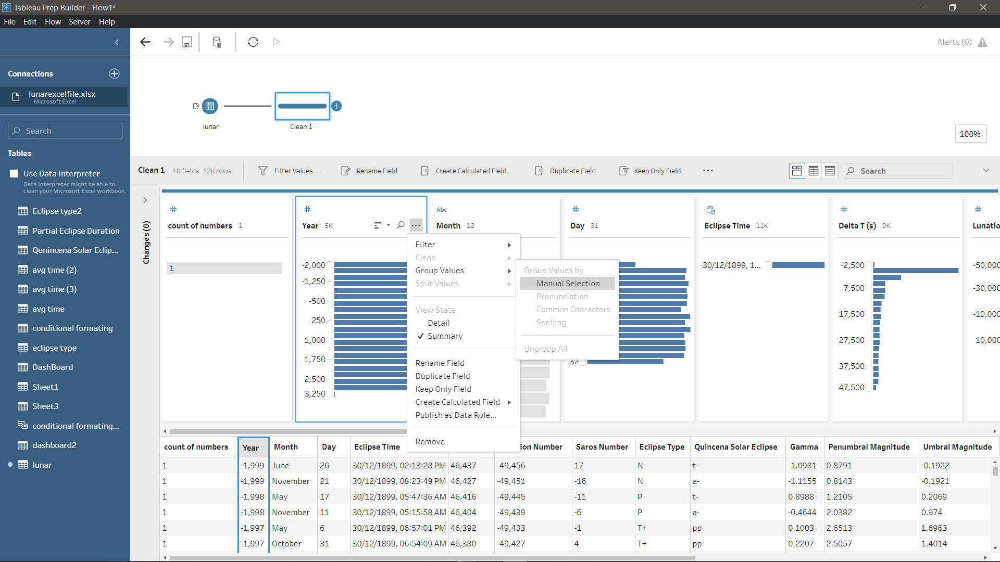 Tableau Prep Builder - Flow1*
File Edit Flow Server Help
Alerts (0)
Connections
lunarexcelfile.xlsx
Microsoft Excel
Search
Tables
Use Data Interpreter
Data Interpreter might be able to
clean your Microsoft Excel workbook.
Eclipse type2
Partial Eclipse Duration
Qunincena Solar Eclip...
avg time (2)
avg time (3)
avg time
conditional formating
eclipse type
DashBoard
Sheet1
Sheet3
conditional formating...
dashboard2
lunar
lunar
Clean 1
100%
Clean 1 18 fields 12K rows Filter Values... Rename Field Create Calculated Field... Duplicate Field Keep Only Field ... Search
Changes (0)
#
count of numbers 1
1
#
Year 5K
-2,000
-1,250
-500
250
1,000
1,750
2,500
3,250
Abc
Month 12
#
Day 31
32
Eclipse Time 11K
30/12/1899, 1...
#
Delta T (s) 9K
-2,500
7,500
17,500
27,500
37,500
47,500
#
Lunatio
-50,000
-30,000
-10,000
10,000
Filter
Clean
Group Values
Split Values
View State
Detail
✓ Summary
Rename Field
Duplicate Field
Keep Only Field
Create Calculated Field
Publish as Data Role...
Remove
Group Values by
Manual Selection
Pronunciation
Common Characters
Spelling
Ungroup All
count of numbers Year Month Day Eclipse Time ion Number Saros Number Eclipse Type Quincena Solar Eclipse Gamma Penumbral Magnitude Umbral Magnitude
1 -1,999 June 26 30/12/1899, 02:13:28 PM 46,437 -49,456 17 N t- -1.0981 0.8791 -0.1922
1 -1,999 November 21 30/12/1899, 08:23:49 PM 46,427 -49,451 -16 N a- -1.1155 0.8143 -0.1921
1 -1,998 May 17 30/12/1899, 05:47:36 AM 46,416 -49,445 -11 P t- 0.8988 1.2105 0.2069
1 -1,998 November 11 30/12/1899, 05:15:58 AM 46,404 -49,439 -6 P a- -0.4644 2.0382 0.974
1 -1,997 May 6 30/12/1899, 06:57:01 PM 46,392 -49,433 -1 T+ pp 0.1003 2.6513 1.6963
1 -1,997 October 31 30/12/1899, 06:54:09 AM 46,380 -49,427 4 T+ pp 0.2207 2.5057 1.4014